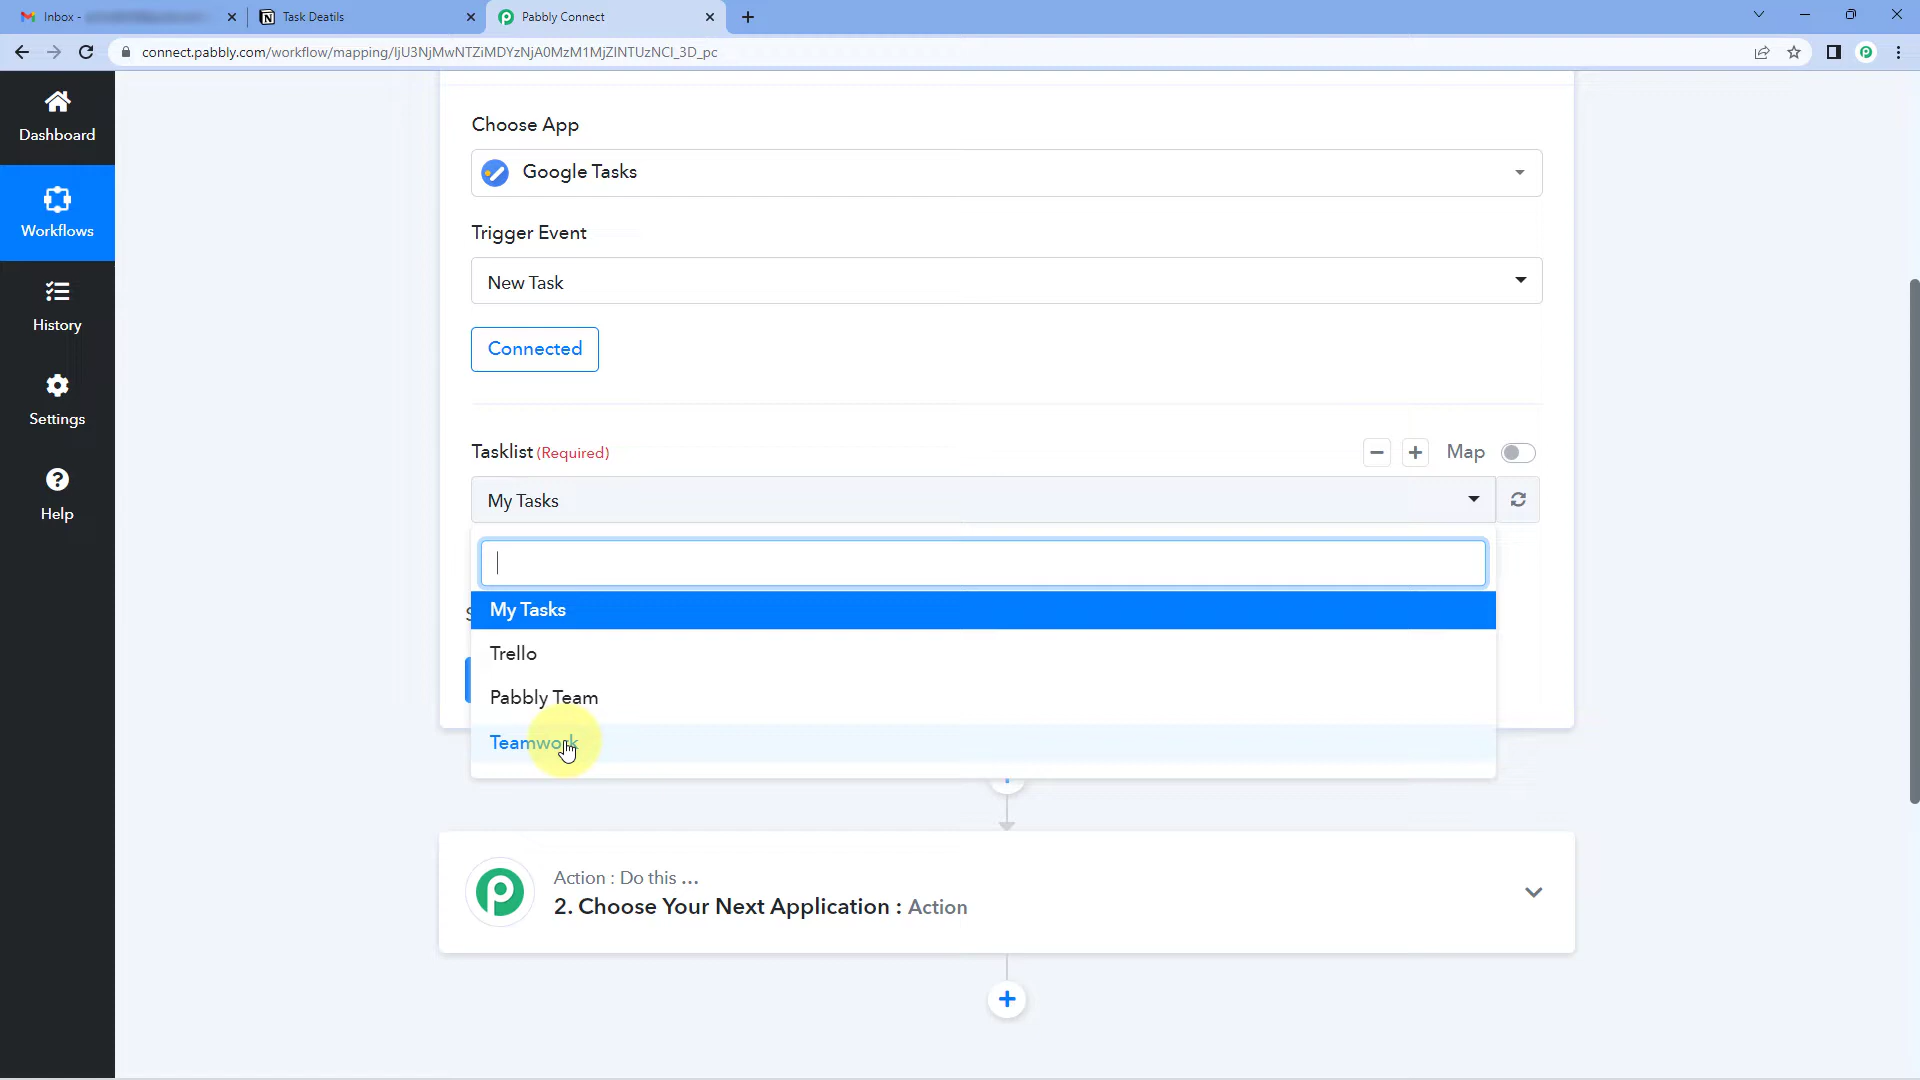 Inbox -
Task Deatils
Pabbly Connect
connect.pabbly.com/workflow/mapping/IjU3NjMwNTZiMDYzNjA0MzM1MjZlNTUzNCI_3D_pc
Dashboard
Workflows
History
Settings
Help
Choose App
Google Tasks
Trigger Event
New Task
Connected
Tasklist (Required)
Map
My Tasks
My Tasks
Trello
Pabbly Team
Teamwork
Action : Do this ...
2. Choose Your Next Application : Action